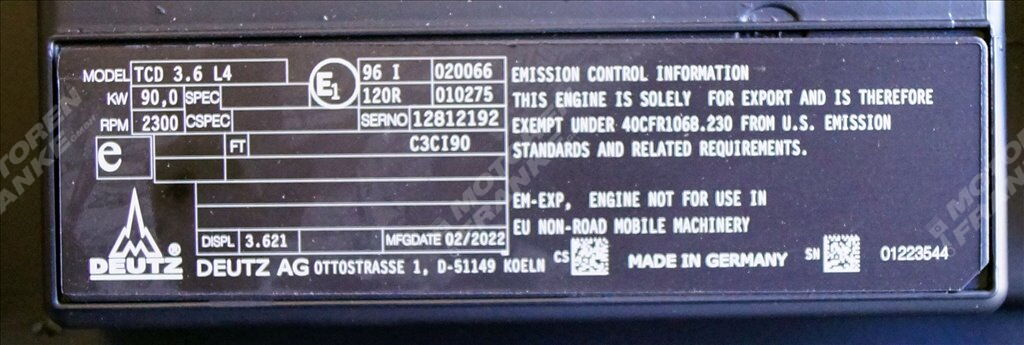 MODEL TCD 3.6 L4 E1 96 I 020066
KW 90,0 SPEC 120R 010275
RPM 2300 CSPEC SERNO 12812192
e FT C3CI90
DISPL 3.621 MFGDATE 02/2022
EMISSION CONTROL INFORMATION
THIS ENGINE IS SOLELY FOR EXPORT AND IS THEREFORE
EXEMPT UNDER 40CFR1068.230 FROM U.S. EMISSION
STANDARDS AND RELATED REQUIREMENTS.
EM-EXP, ENGINE NOT FOR USE IN
EU NON-ROAD MOBILE MACHINERY
DEUTZ ®
DEUTZ AG OTTOSTRASSE 1, D-51149 KOELN CS MADE IN GERMANY SN 01223544